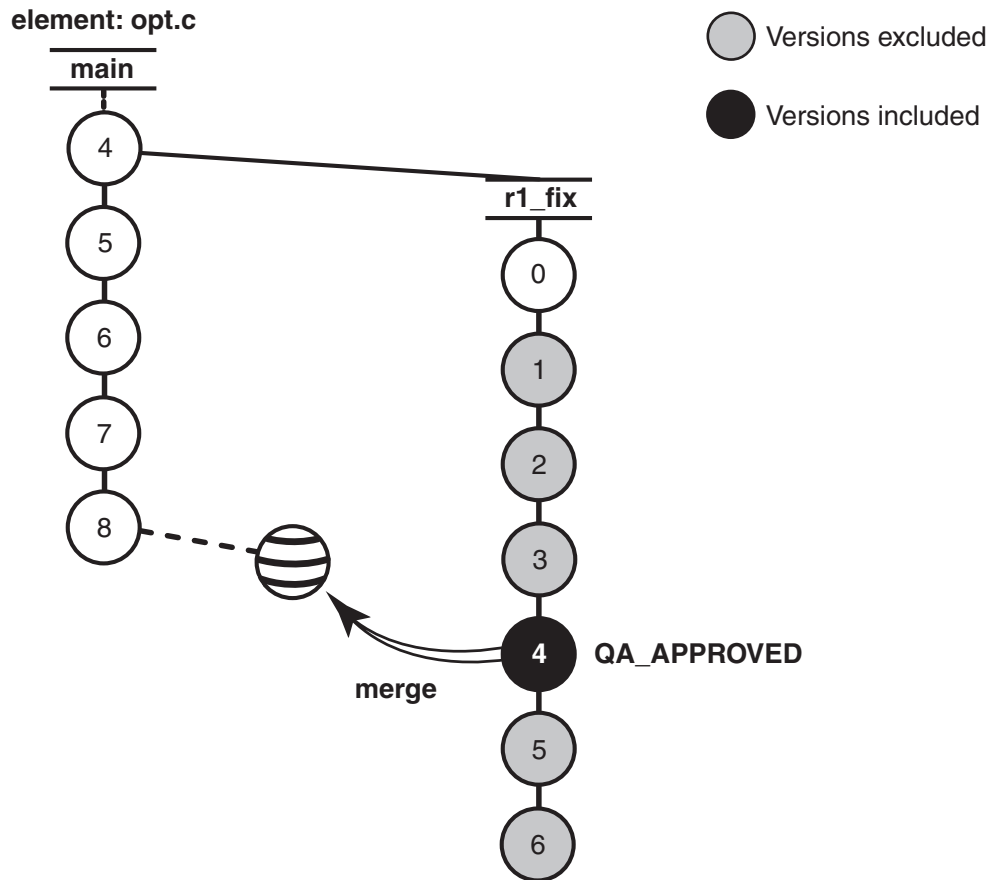 element: opt.c
main
4
5
6
7
8
Versions excluded
Versions included
r1_fix
0
1
2
3
4 QA_APPROVED
5
6
merge